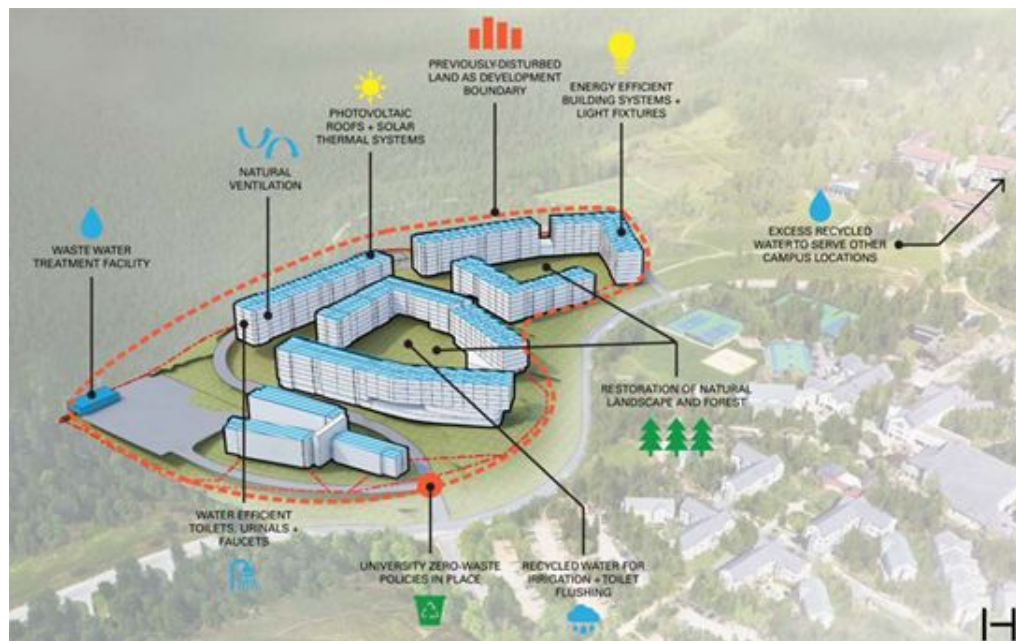 PREVIOUSLY-DISTURBED
LAND AS DEVELOPMENT
BOUNDARY
ENERGY EFFICIENT
BUILDING SYSTEMS +
LIGHT FIXTURES
PHOTOVOLTAIC
ROOFS + SOLAR
THERMAL SYSTEMS
NATURAL
VENTILATION
WASTE WATER
TREATMENT FACILITY
EXCESS RECYCLED
WATER TO SERVE OTHER
CAMPUS LOCATIONS
RESTORATION OF NATURAL
LANDSCAPE AND FOREST
WATER EFFICIENT
TOILETS, URINALS +
FAUCETS
UNIVERSITY ZERO-WASTE
POLICIES IN PLACE
RECYCLED WATER FOR
IRRIGATION + TOILET
FLUSHING